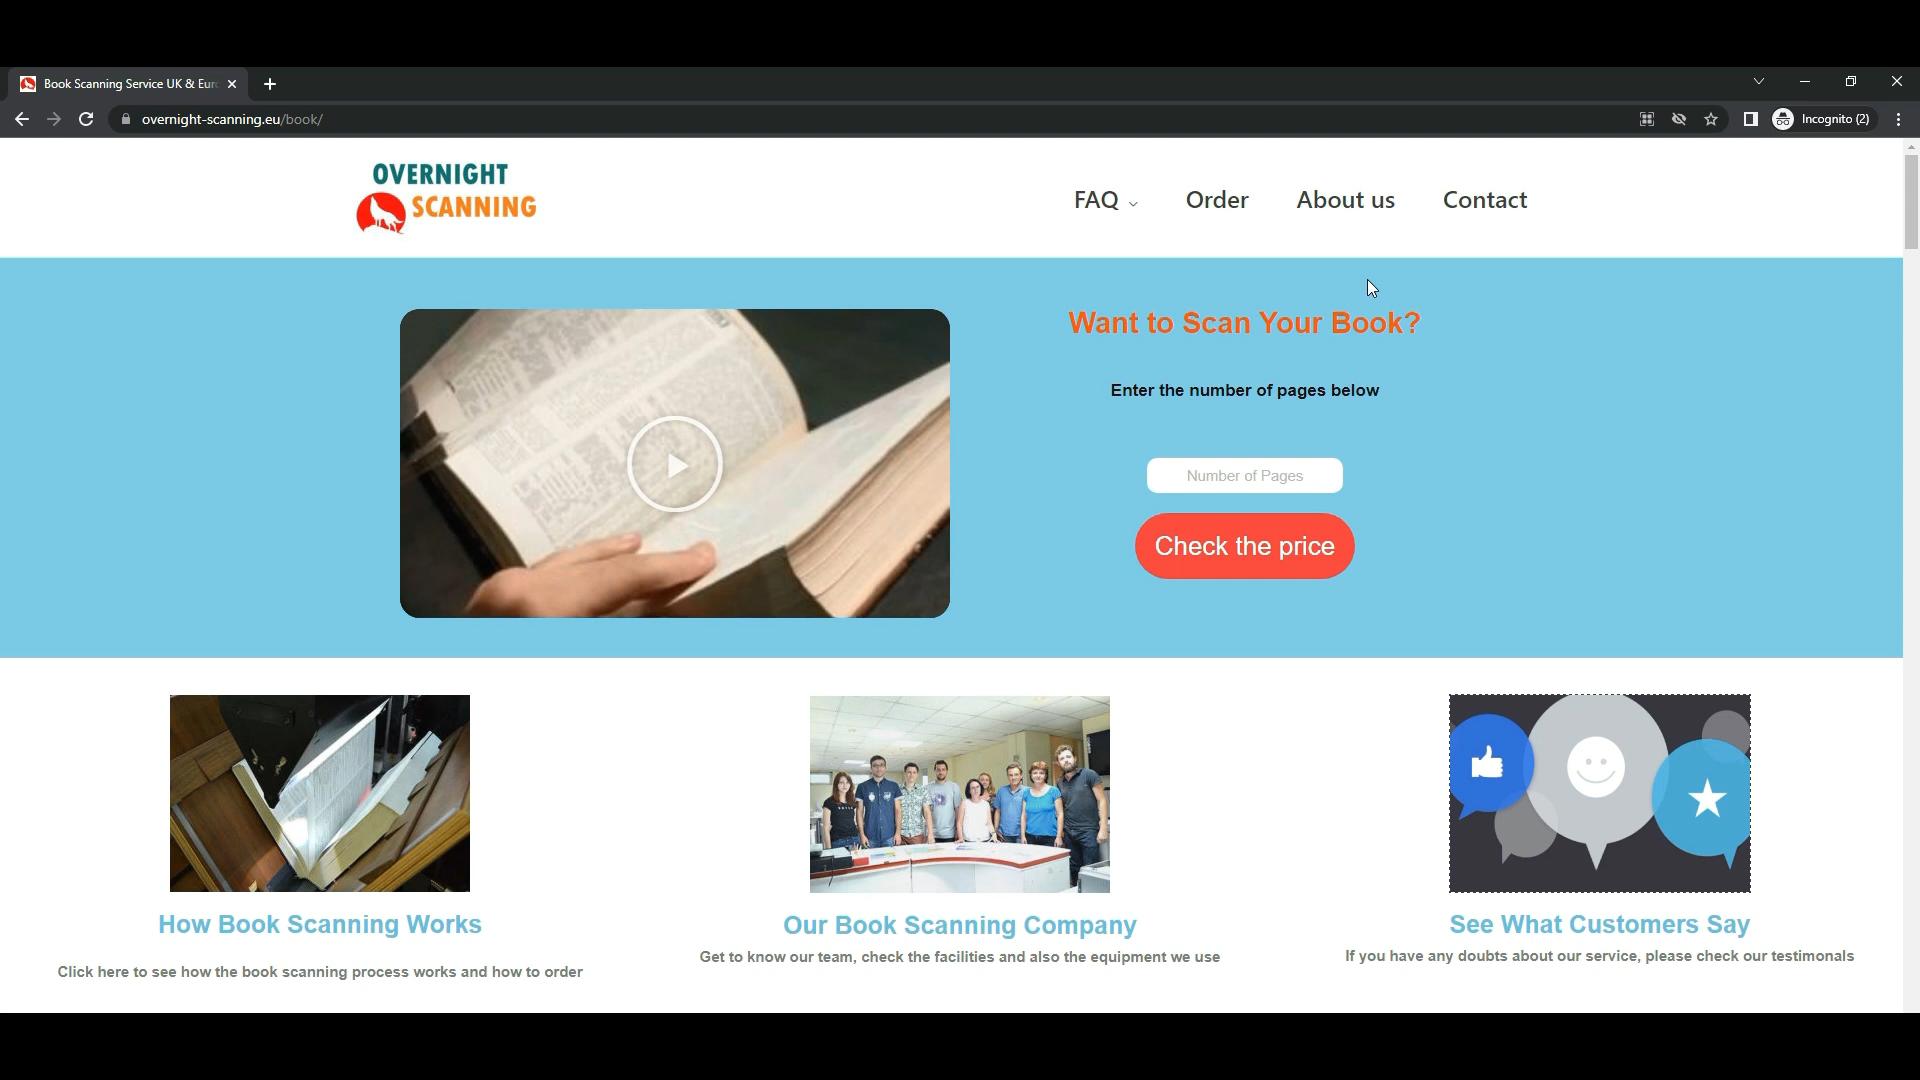 Book Scanning Service UK & Eur
overnight-scanning.eu/book/
Incognito (2)
OVERNIGHT
SCANNING
FAQ
Order
About us
Contact
Want to Scan Your Book?
Enter the number of pages below
Number of Pages
Check the price
How Book Scanning Works
Click here to see how the book scanning process works and how to order
Our Book Scanning Company
Get to know our team, check the facilities and also the equipment we use
See What Customers Say
If you have any doubts about our service, please check our testimonals